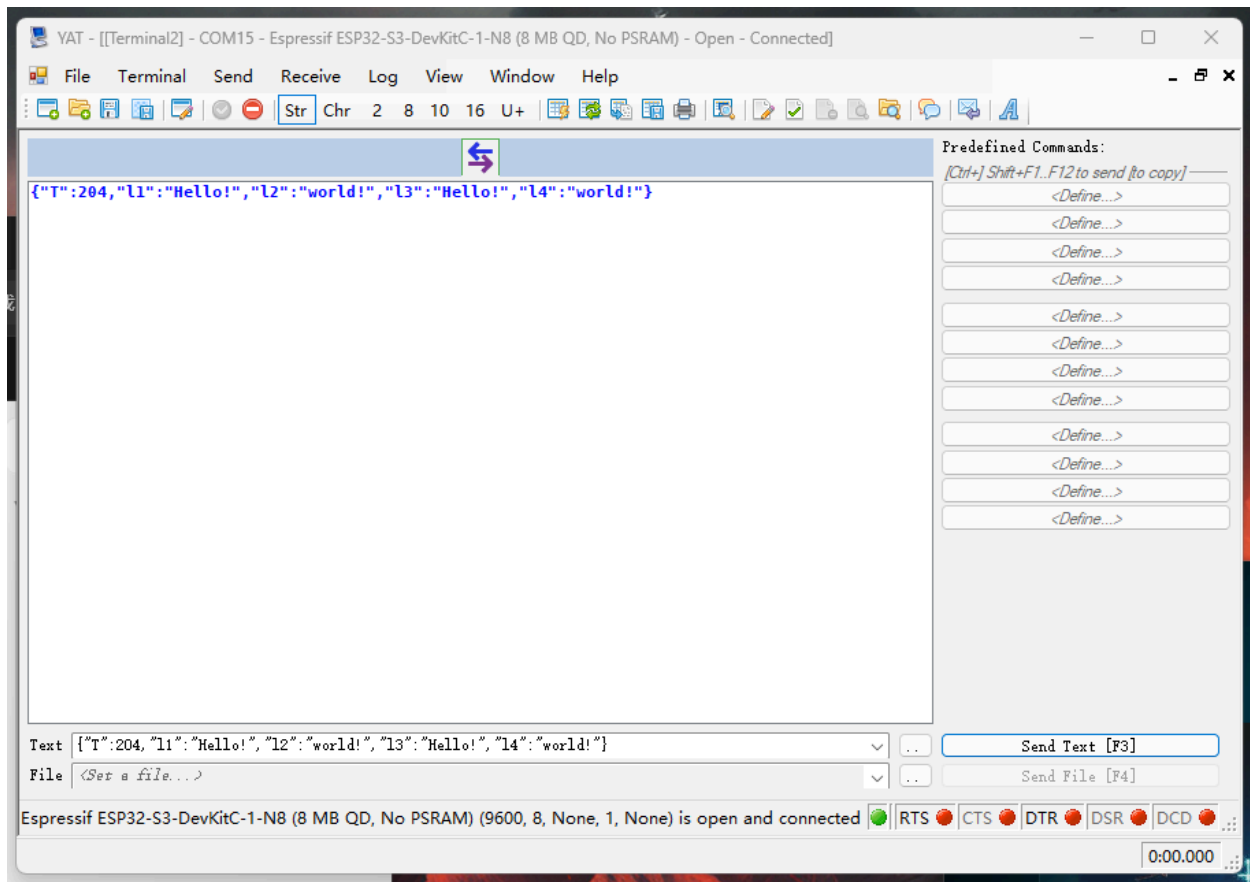 YAT - [[Terminal2] - COM15 - Espressif ESP32-S3-DevKitC-1-N8 (8 MB QD, No PSRAM) - Open - Connected]
File Terminal Send Receive Log View Window Help
Str Chr 2 8 10 16 U+
Predefined Commands:
[Ctrl+] Shift+F1..F12 to send [to copy]
{"T":204,"l1":"Hello!","l2":"world!","l3":"Hello!","l4":"world!"}
<Define...>
<Define...>
<Define...>
<Define...>
<Define...>
<Define...>
<Define...>
<Define...>
<Define...>
<Define...>
<Define...>
<Define...>
Text {"T":204,"l1":"Hello!","l2":"world!","l3":"Hello!","l4":"world!"} .. Send Text [F3]
File <Set a file...> .. Send File [F4]
Espressif ESP32-S3-DevKitC-1-N8 (8 MB QD, No PSRAM) (9600, 8, None, 1, None) is open and connected RTS CTS DTR DSR DCD
0:00.000